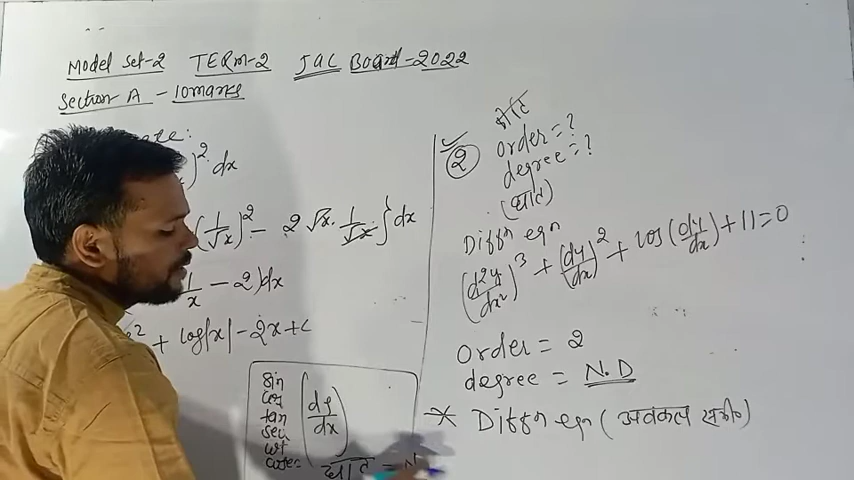 Model Set-2 TERM-2 JAC Board-2022
Section A - 10marks
)² dx
(1/√x)² - 2 √x · 1/√x } dx
1/x - 2) dx
+ log|x| - 2x + c
sin
cos
tan
sec
cot
cosec
(dy/dx)
घात = N
② 
order = ?
degree = ?
(घात)
Diffn eqn
(d²y/dx²)³ + (dy/dx)² + cos(dy/dx) + 11 = 0
order = 2
degree = N.D
* Diffn eqn (अवकल समी०)